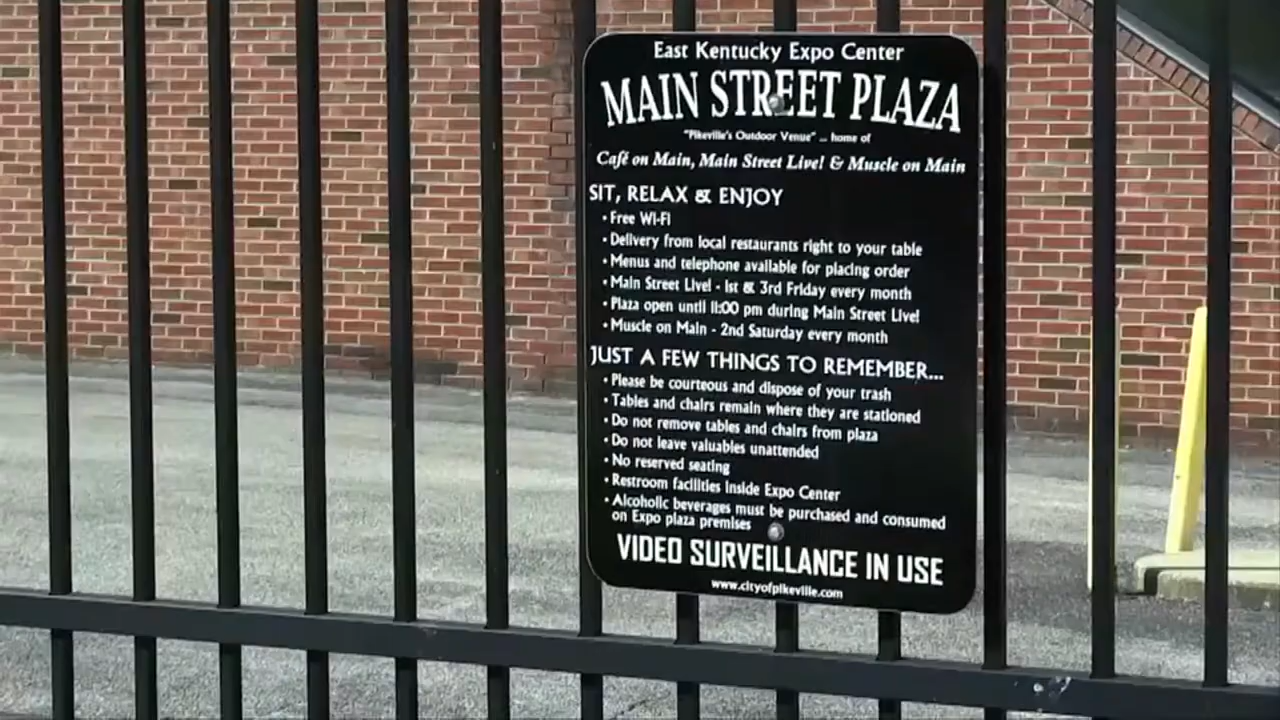 East Kentucky Expo Center
MAIN STREET PLAZA
"Pikeville's Outdoor Venue" ... home of
Café on Main, Main Street Live! & Muscle on Main
SIT, RELAX & ENJOY
• Free Wi-Fi
• Delivery from local restaurants right to your table
• Menus and telephone available for placing order
• Main Street Live! - 1st & 3rd Friday every month
• Plaza open until 11:00 pm during Main Street Live!
• Muscle on Main - 2nd Saturday every month
JUST A FEW THINGS TO REMEMBER...
• Please be courteous and dispose of your trash
• Tables and chairs remain where they are stationed
• Do not remove tables and chairs from plaza
• Do not leave valuables unattended
• No reserved seating
• Restroom facilities inside Expo Center
• Alcoholic beverages must be purchased and consumed
on Expo plaza premises
VIDEO SURVEILLANCE IN USE
www.cityofpikeville.com